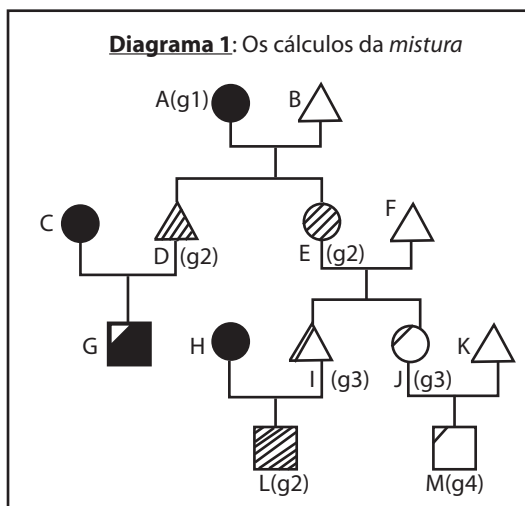 Diagrama 1: Os cálculos da mistura
A(g1) B
C D (g2) E (g2) F
G H I (g3) J (g3) K
L(g2) M(g4)